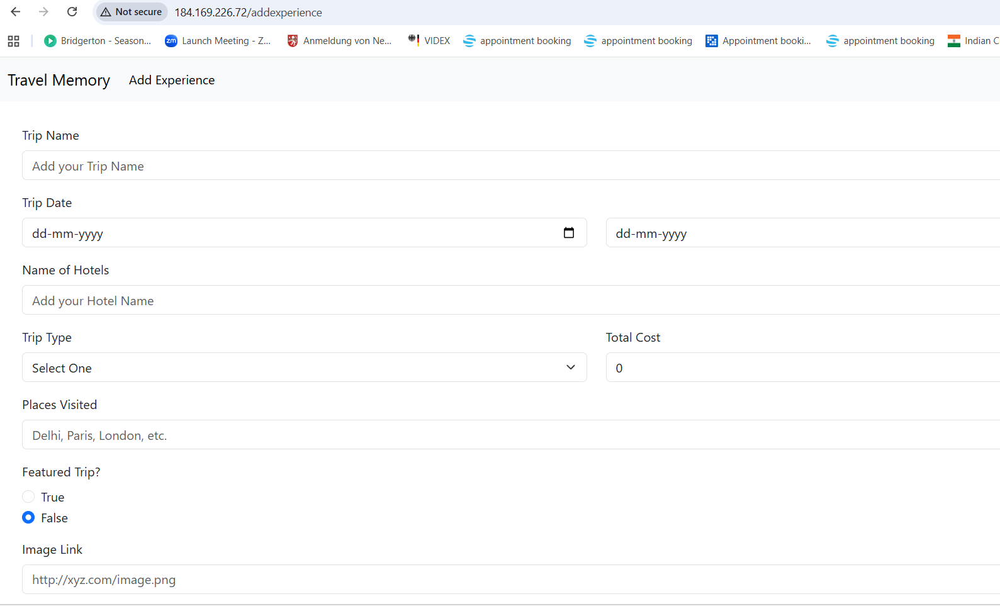 Not secure 184.169.226.72/addexperience
Bridgerton - Season... zm Launch Meeting - Z... Anmeldung von Ne... VIDEX appointment booking appointment booking Appointment booki... appointment booking Indian C
Travel Memory Add Experience
Trip Name
Add your Trip Name
Trip Date
dd-mm-yyyy dd-mm-yyyy
Name of Hotels
Add your Hotel Name
Trip Type Total Cost
Select One 0
Places Visited
Delhi, Paris, London, etc.
Featured Trip?
True
False
Image Link
http://xyz.com/image.png